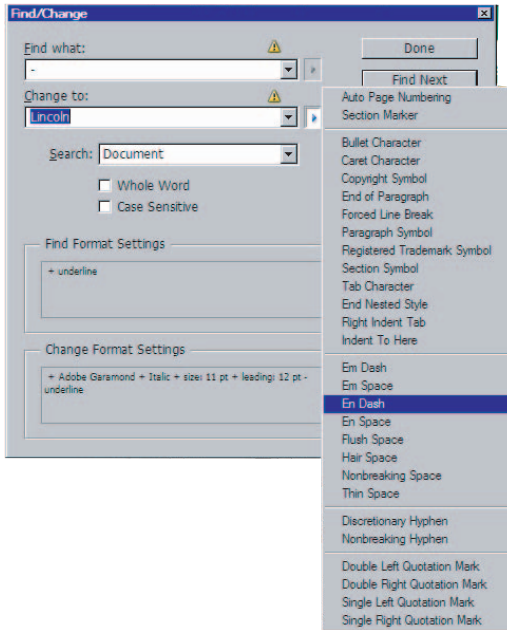 Find/Change
Find what:
-
Done
Find Next
Change to:
Lincoln
Search: Document
Whole Word
Case Sensitive
Find Format Settings
+ underline
Change Format Settings
+ Adobe Garamond + Italic + size: 11 pt + leading: 12 pt -
underline
Auto Page Numbering
Section Marker
Bullet Character
Caret Character
Copyright Symbol
End of Paragraph
Forced Line Break
Paragraph Symbol
Registered Trademark Symbol
Section Symbol
Tab Character
End Nested Style
Right Indent Tab
Indent To Here
Em Dash
Em Space
En Dash
En Space
Flush Space
Hair Space
Nonbreaking Space
Thin Space
Discretionary Hyphen
Nonbreaking Hyphen
Double Left Quotation Mark
Double Right Quotation Mark
Single Left Quotation Mark
Single Right Quotation Mark